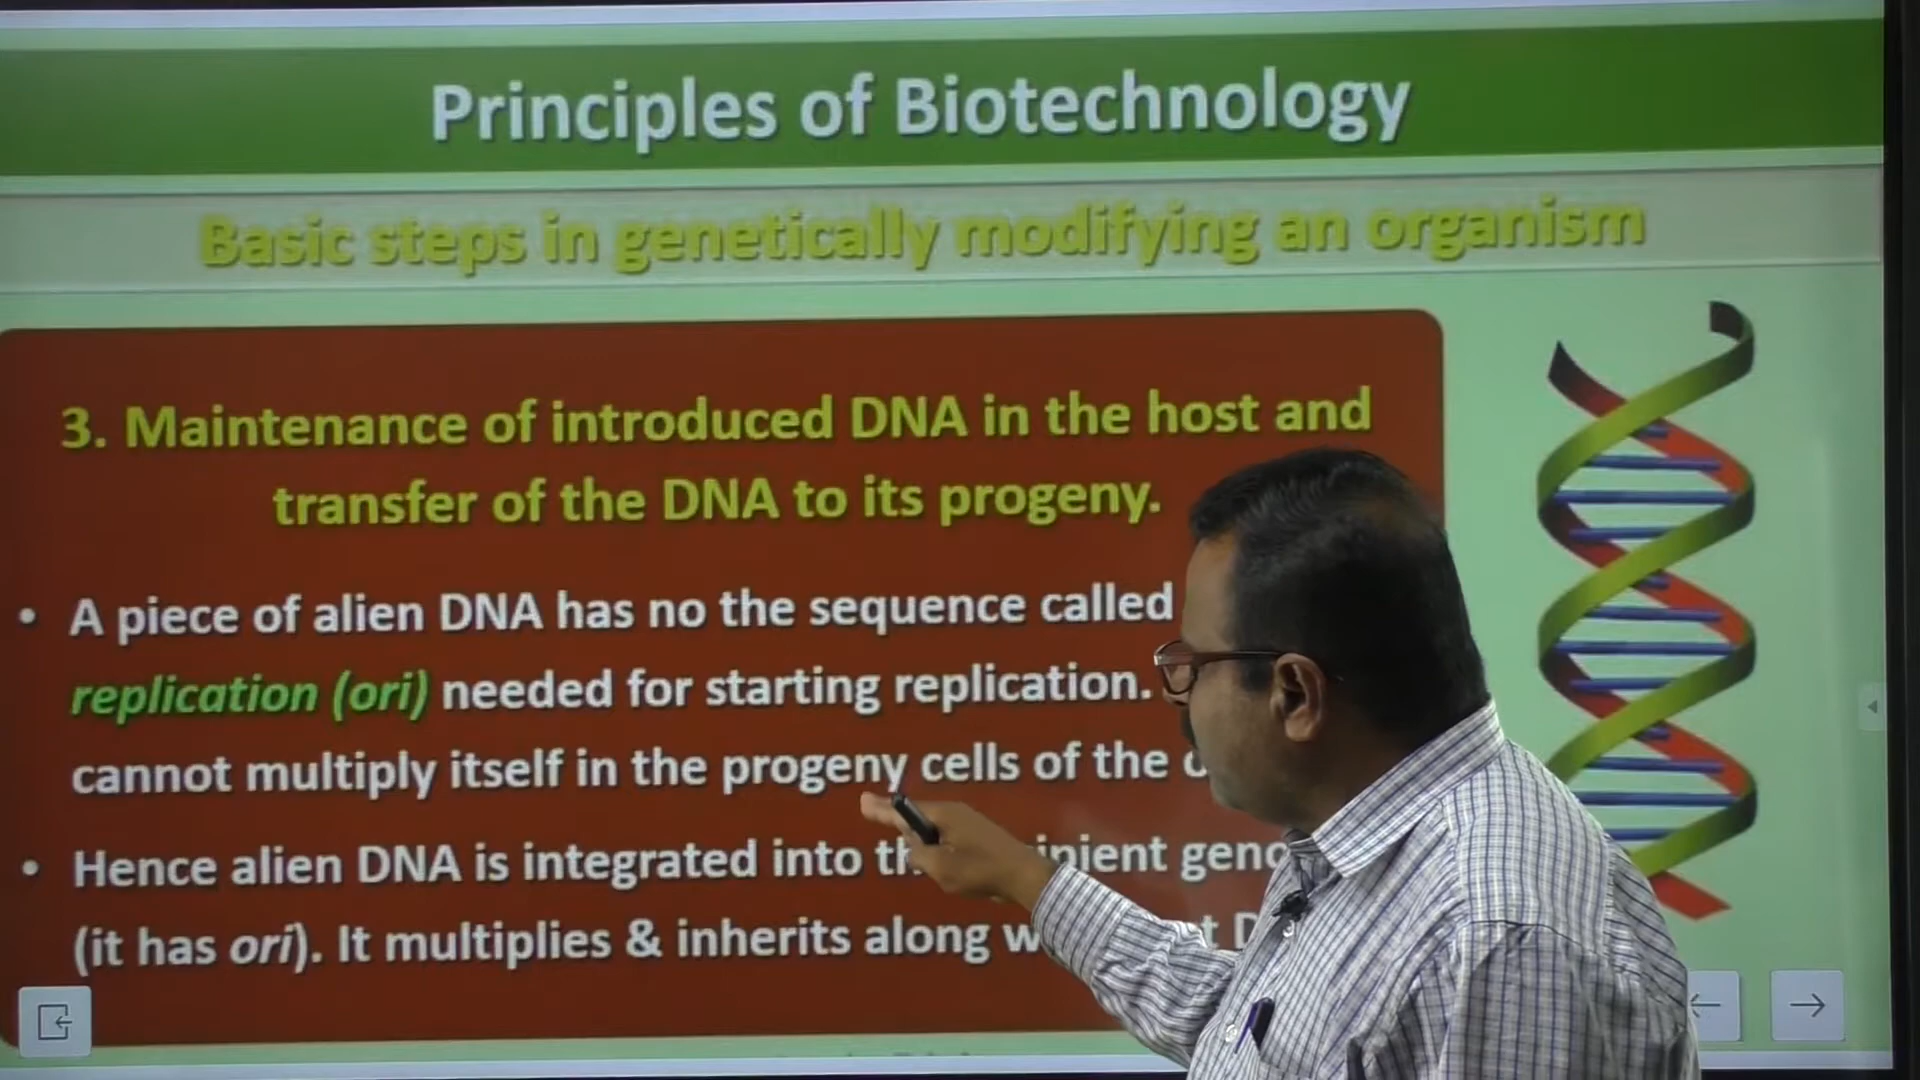 Principles of Biotechnology
Basic steps in genetically modifying an organism
3. Maintenance of introduced DNA in the host and
transfer of the DNA to its progeny.
• A piece of alien DNA has no the sequence called
replication (ori) needed for starting replication.
cannot multiply itself in the progeny cells of the
• Hence alien DNA is integrated into
(it has ori). It multiplies & inherits along